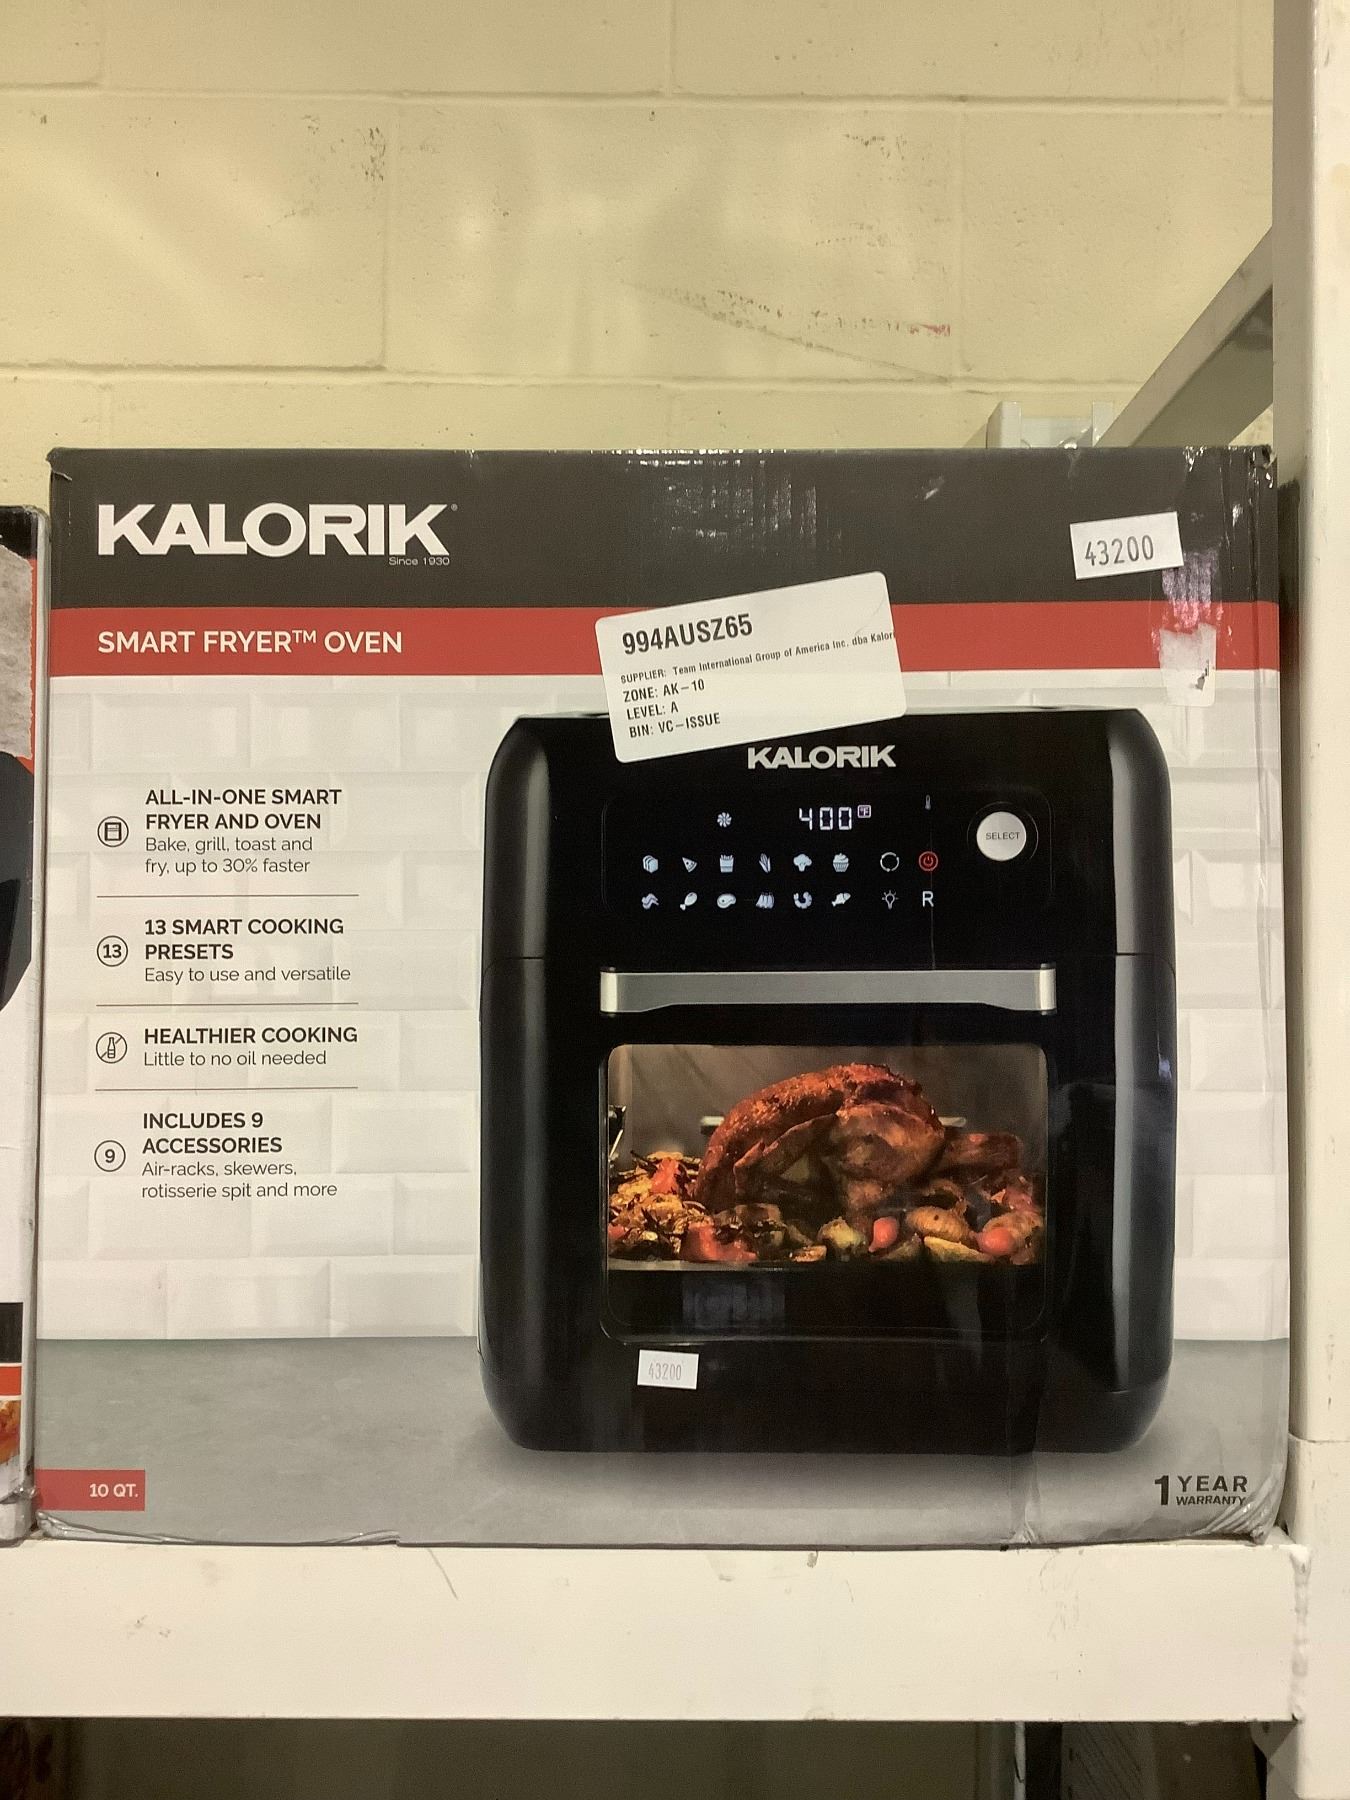 KALORIK®
Since 1930
43200
SMART FRYER™ OVEN
994AUSZ65
SUPPLIER: Team International Group of America Inc. dba Kalori
ZONE: AK-10
LEVEL: A
BIN: VC-ISSUE
KALORIK
400 °F
SELECT
R
ALL-IN-ONE SMART
FRYER AND OVEN
Bake, grill, toast and
fry, up to 30% faster
13
13 SMART COOKING
PRESETS
Easy to use and versatile
HEALTHIER COOKING
Little to no oil needed
9
INCLUDES 9
ACCESSORIES
Air-racks, skewers,
rotisserie spit and more
43200
10 QT.
1 YEAR
WARRANTY